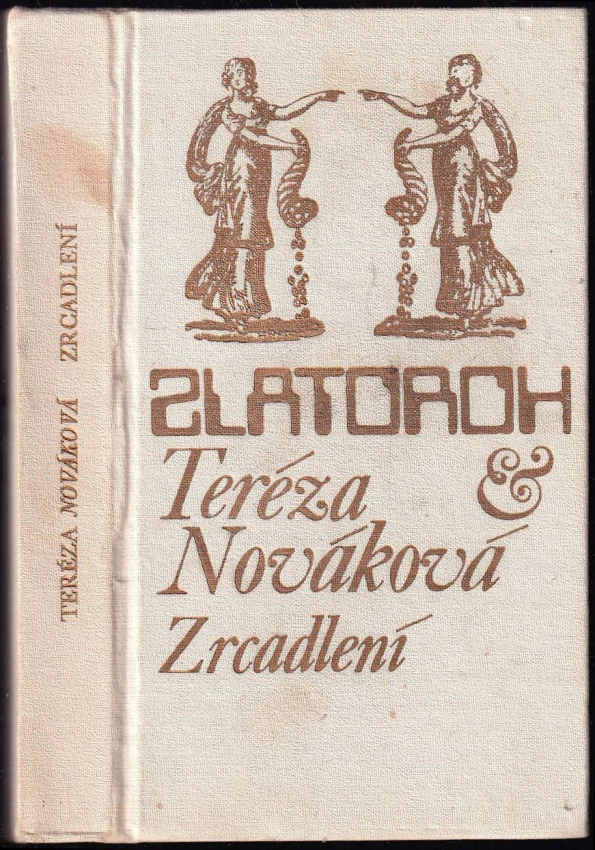 TERÉZA NOVÁKOVÁ ZRCADLENÍ
ZLATOROH
Teréza &
Nováková
Zrcadlení